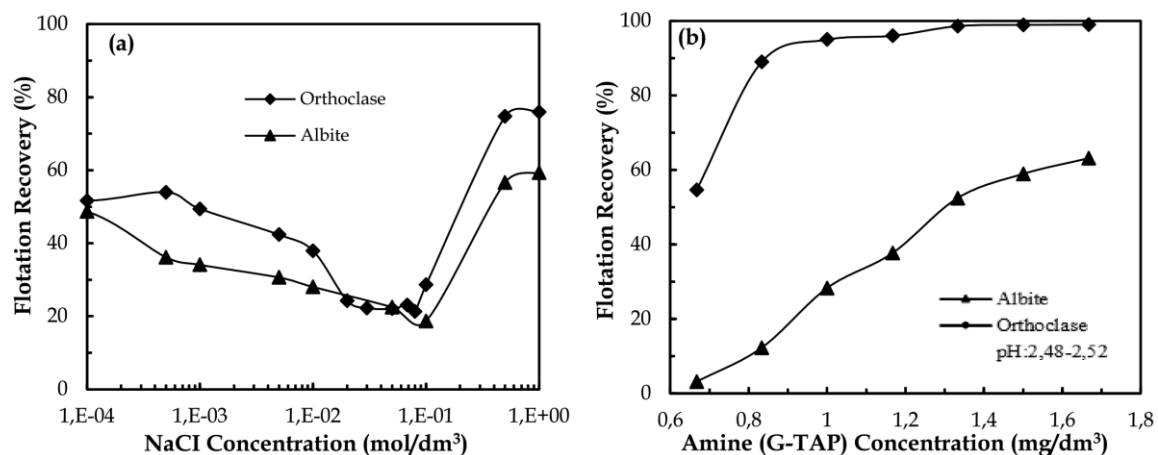 (a)
Orthoclase
Albite
100
80
60
40
20
0
Flotation Recovery (%)
1,E-04
1,E-03
1,E-02
1,E-01
1,E+00
NaCI Concentration (mol/dm³)
(b)
Albite
Orthoclase
pH:2,48-2,52
100
80
60
40
20
0
Flotation Recovery (%)
0,6
0,8
1
1,2
1,4
1,6
1,8
Amine (G-TAP) Concentration (mg/dm³)